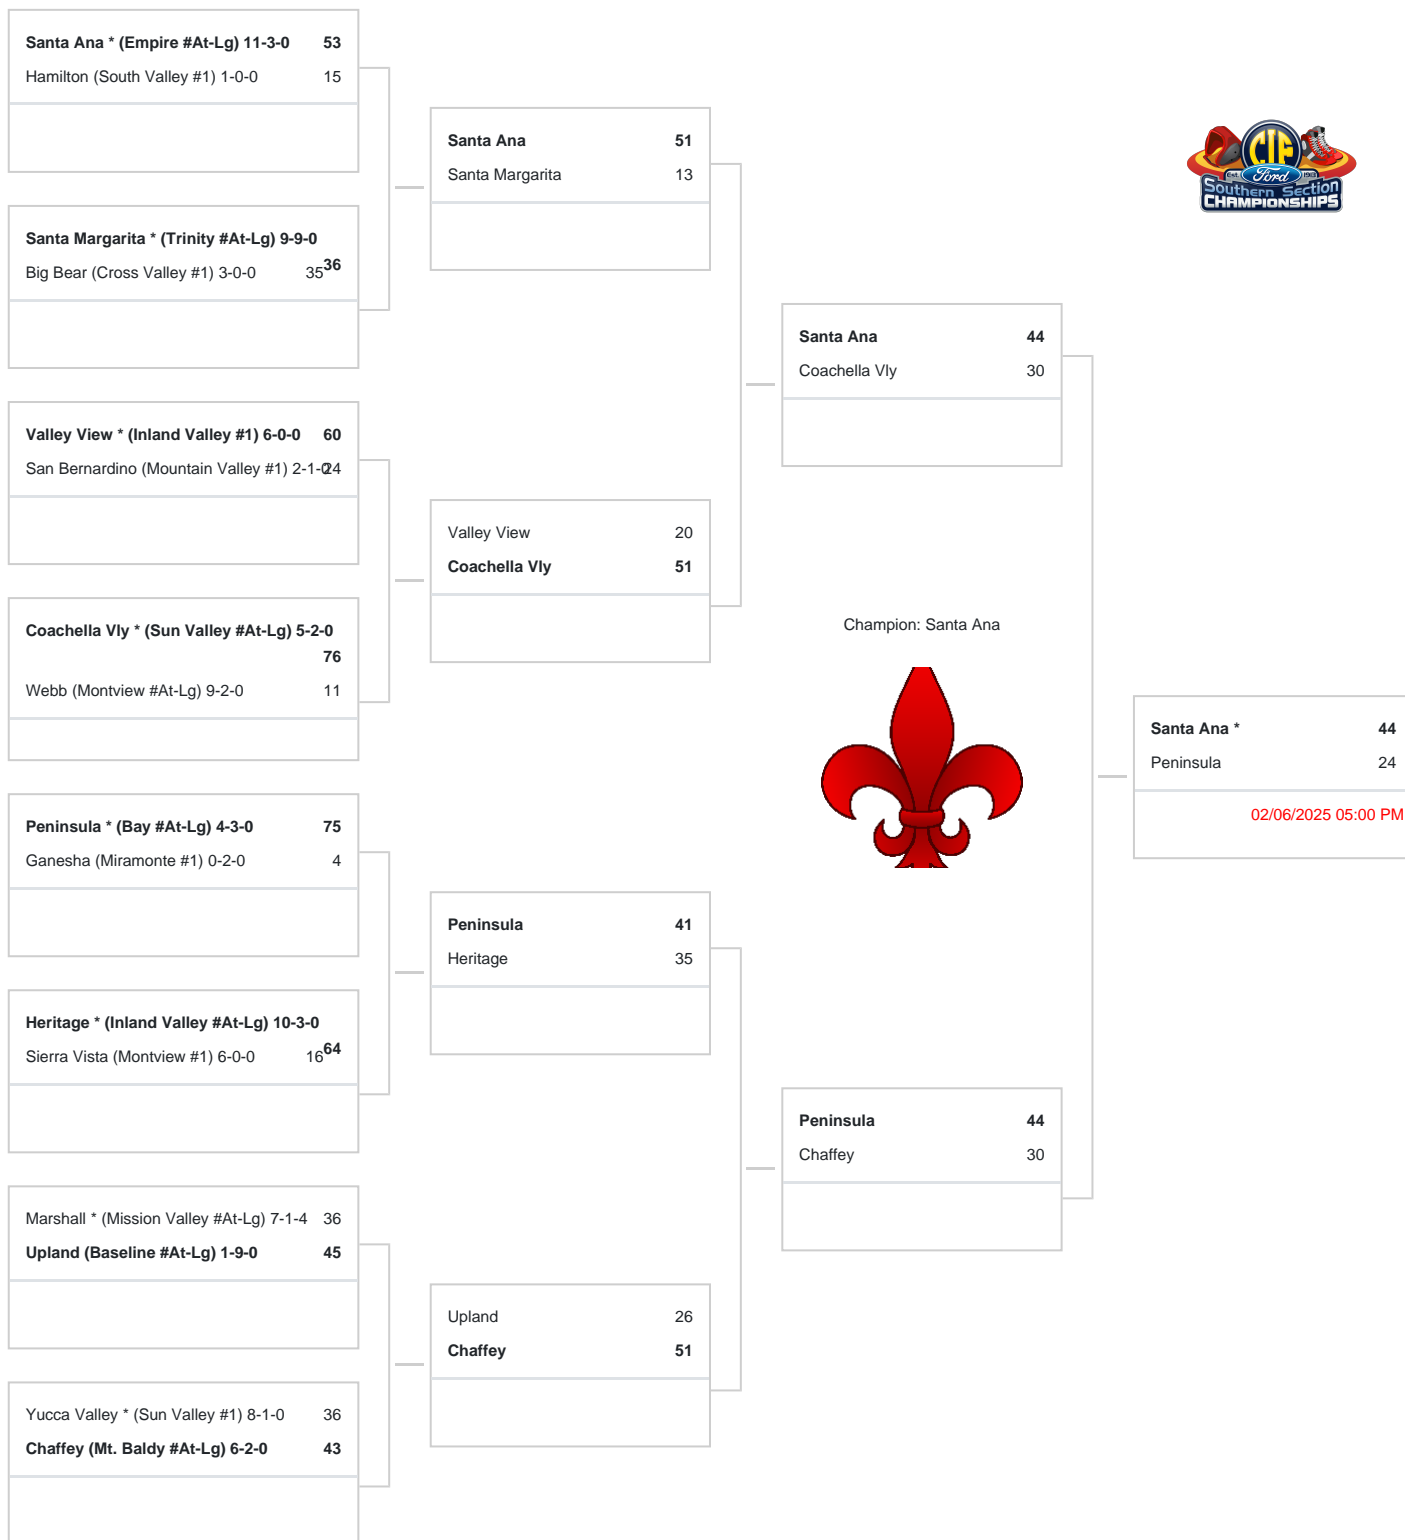 Santa Ana * (Empire #At-Lg) 11-3-0 53
Hamilton (South Valley #1) 1-0-0 15
Santa Margarita * (Trinity #At-Lg) 9-9-0
36
Big Bear (Cross Valley #1) 3-0-0 35
Valley View * (Inland Valley #1) 6-0-0 60
San Bernardino (Mountain Valley #1) 2-1-0 24
Coachella Vly * (Sun Valley #At-Lg) 5-2-0
76
Webb (Montview #At-Lg) 9-2-0 11
Peninsula * (Bay #At-Lg) 4-3-0 75
Ganesha (Miramonte #1) 0-2-0 4
Heritage * (Inland Valley #At-Lg) 10-3-0
64
Sierra Vista (Montview #1) 6-0-0 16
Marshall * (Mission Valley #At-Lg) 7-1-4 36
Upland (Baseline #At-Lg) 1-9-0 45
Yucca Valley * (Sun Valley #1) 8-1-0 36
Chaffey (Mt. Baldy #At-Lg) 6-2-0 43
Santa Ana 51
Santa Margarita 13
Valley View 20
Coachella Vly 51
Peninsula 41
Heritage 35
Upland 26
Chaffey 51
Santa Ana 44
Coachella Vly 30
Peninsula 44
Chaffey 30
Champion: Santa Ana
Santa Ana * 44
Peninsula 24
02/06/2025 05:00 PM
CIF
Est. Ford 1913
Southern Section
CHAMPIONSHIPS